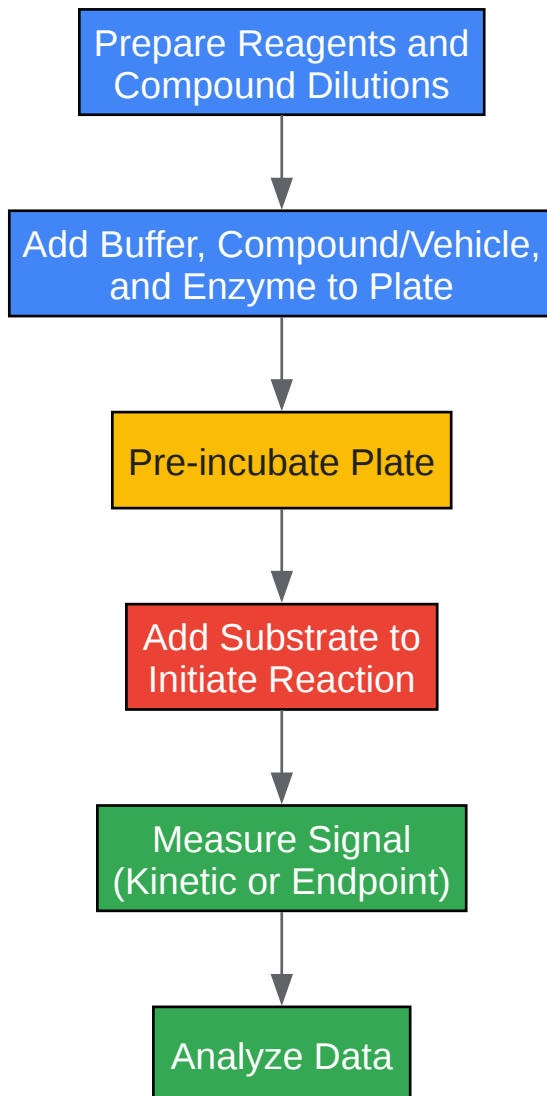 Prepare Reagents and
Compound Dilutions
Add Buffer, Compound/Vehicle,
and Enzyme to Plate
Pre-incubate Plate
Add Substrate to
Initiate Reaction
Measure Signal
(Kinetic or Endpoint)
Analyze Data